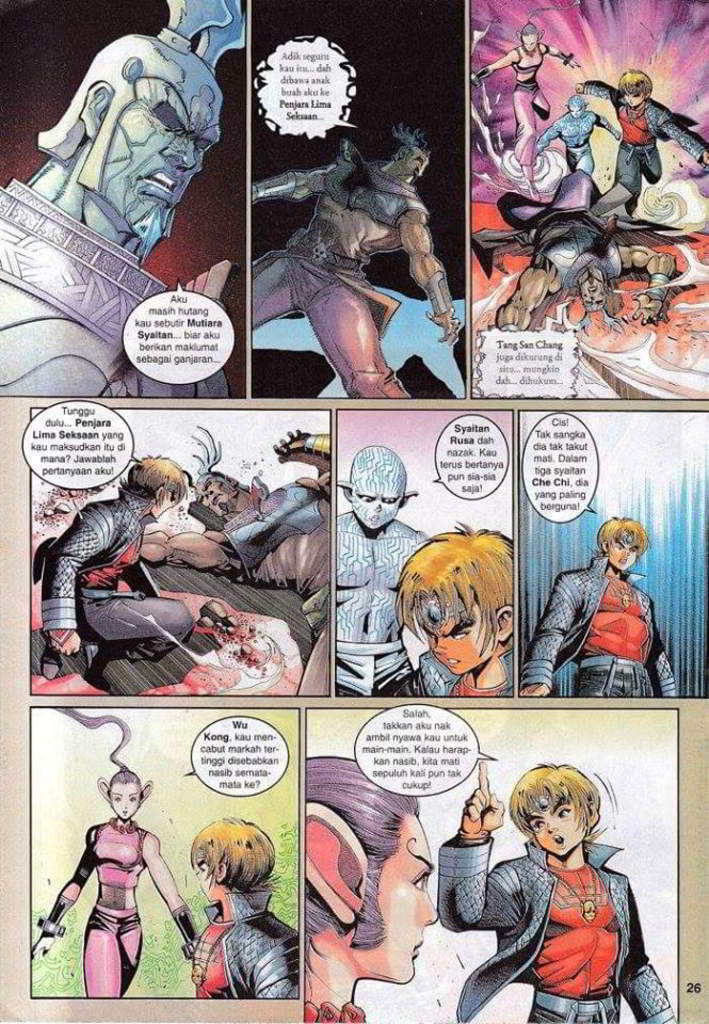 Aku
masih hutang
kau sebutir Mutiara
Syaitan... biar aku
berikan maklumat
sebagai ganjaran...
Adik seguru
kau itu... dah
dibawa anak
buah aku ke
Penjara Lima
Seksaan...
Tang San Chang
juga dikurung di
situ... mungkin
dah... dihukum...
Tunggu
dulu... Penjara
Lima Seksaan yang
kau maksudkan itu di
mana? Jawablah
pertanyaan aku!
Syaitan
Rusa dah
nazak. Kau
terus bertanya
pun sia-sia
saja!
Cis!
Tak sangka
dia tak takut
mati. Dalam
tiga syaitan
Che Chi, dia
yang paling
berguna!
Wu
Kong, kau men-
cabut markah ter-
tinggi disebabkan
nasib semata-
mata ke?
Salah,
takkan aku nak
ambil nyawa kau untuk
main-main. Kalau harap-
kan nasib, kita mati
sepuluh kali pun tak
cukup!
26